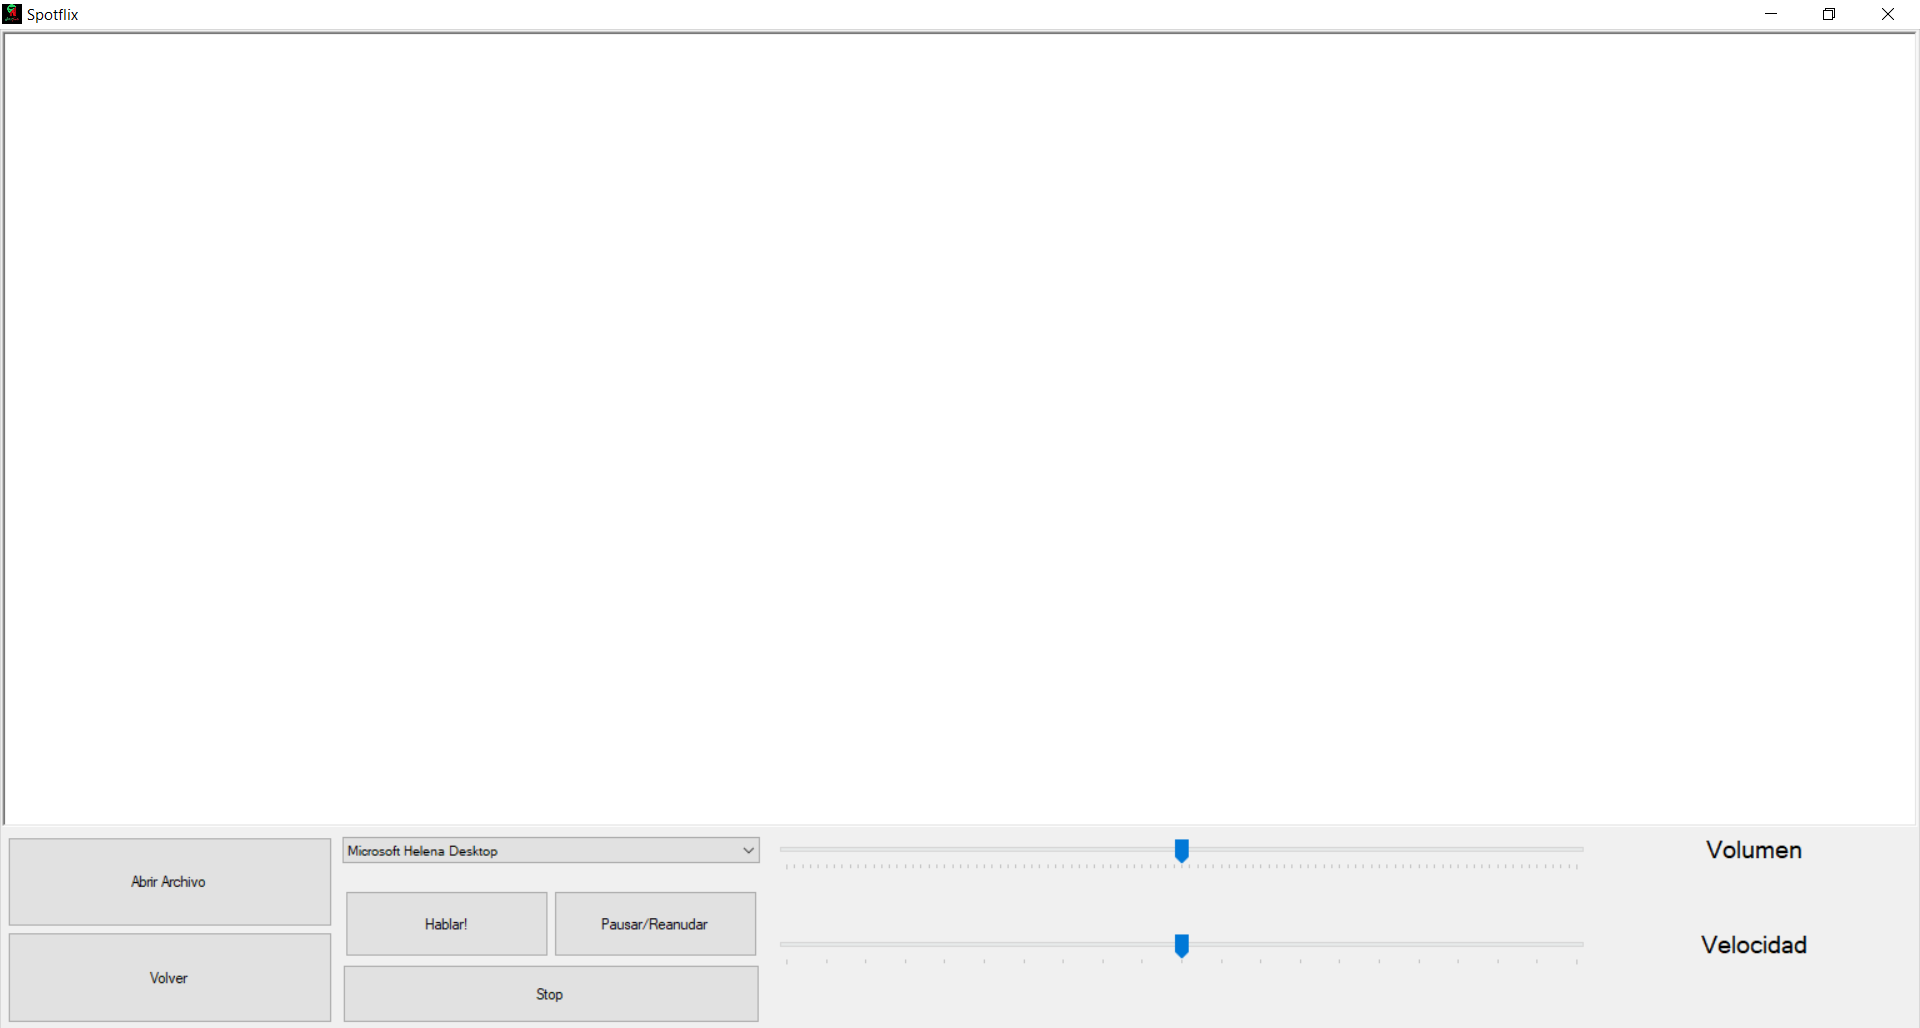 Spotflix
Abrir Archivo
Volver
Microsoft Helena Desktop
Hablar!
Pausar/Reanudar
Stop
Volumen
Velocidad